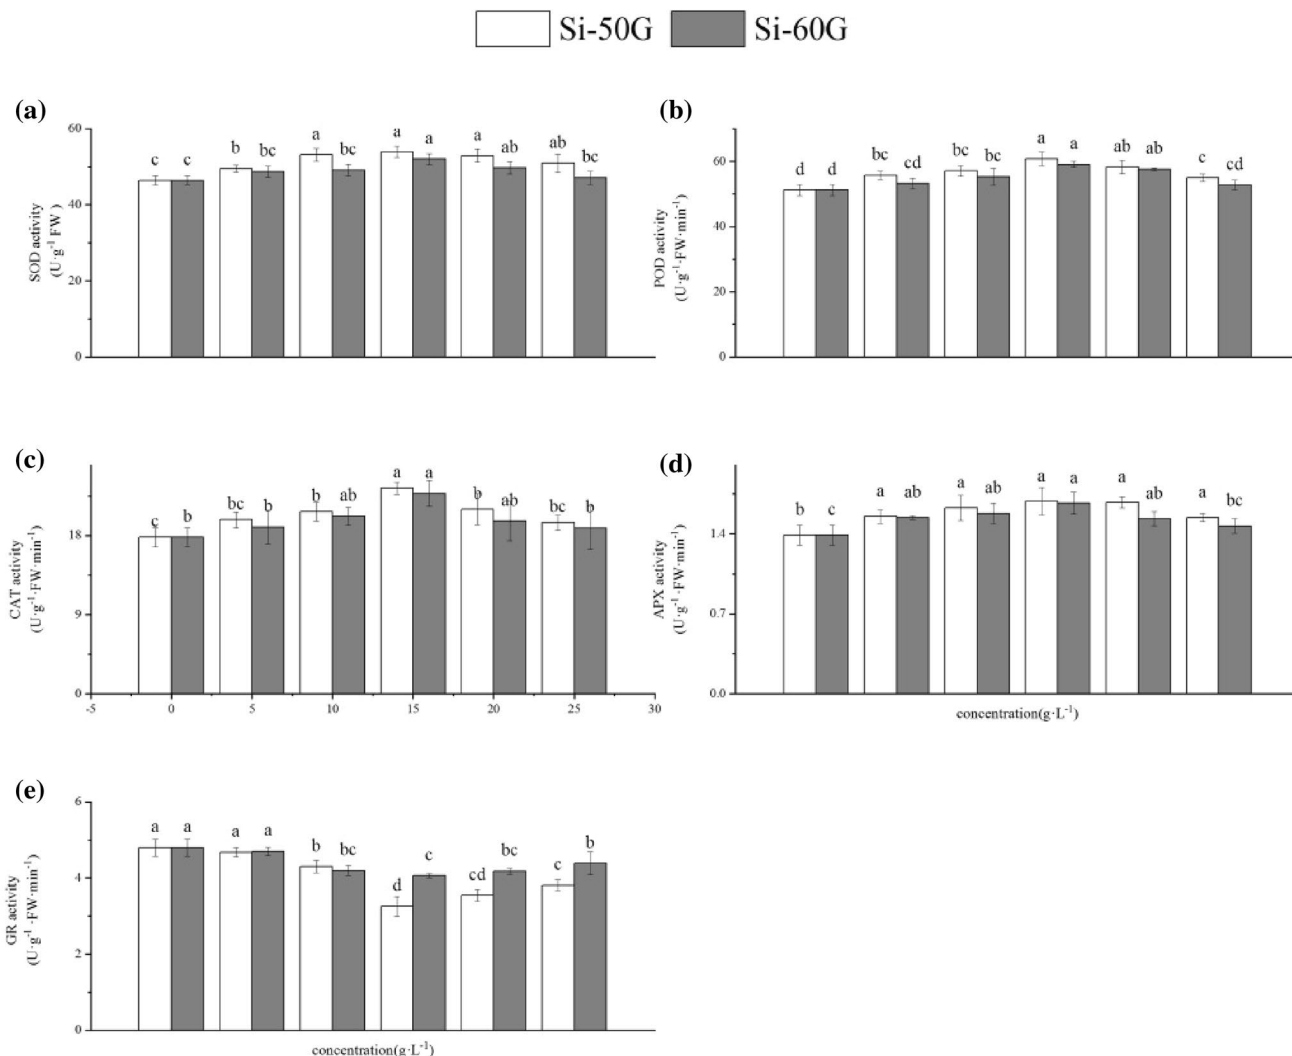 Si-50G Si-60G
(a)
60
40
20
0
SOD activity
(U·g⁻¹ FW )
c c b bc a bc a a a ab ab bc
(b)
60
40
20
0
POD activity
(U·g⁻¹·FW·min⁻¹)
d d bc cd bc bc a a ab ab c cd
(c)
18
9
0
CAT activity
(U·g⁻¹·FW·min⁻¹)
c b bc b b ab a a b ab bc b
-5 0 5 10 15 20 25 30
(d)
1.4
0.7
0.0
APX activity
(U·g⁻¹ ·FW·min⁻¹)
b c a ab a ab a a a ab a bc
concentration(g·L⁻¹)
(e)
6
4
2
0
GR activity
(U·g⁻¹ ·FW·min⁻¹)
a a a a b bc d c cd bc c b
concentration(g·L⁻¹)